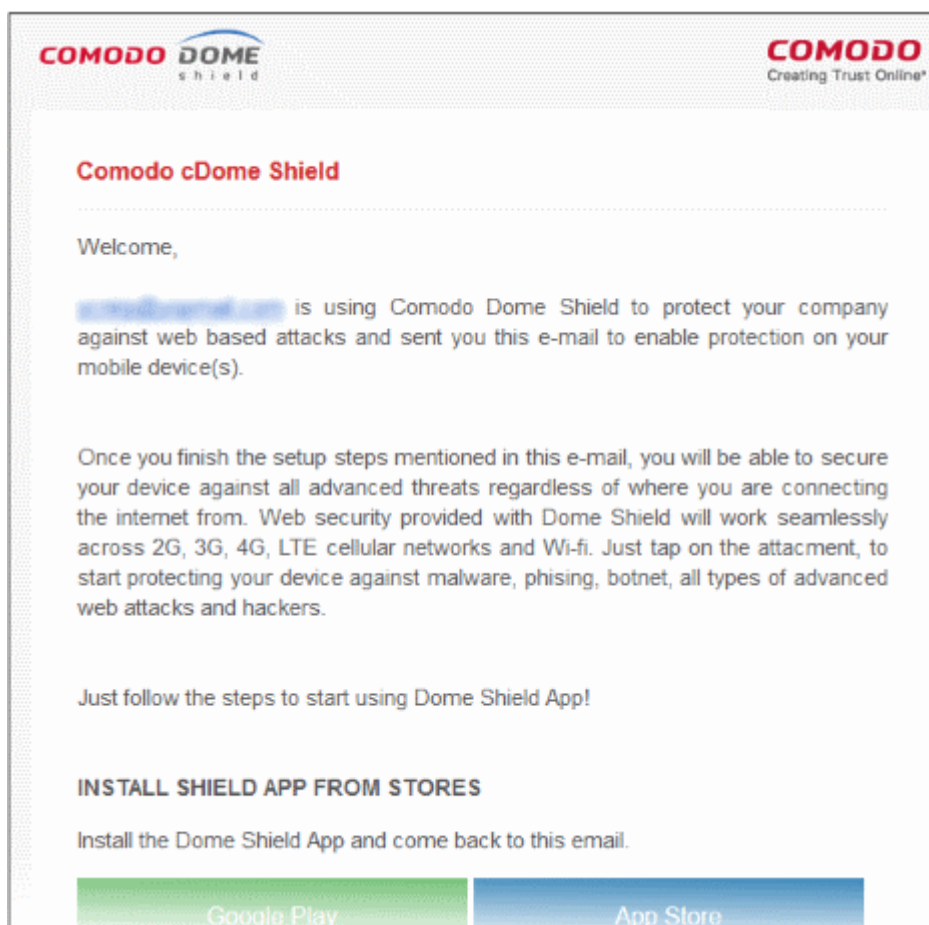 COMODO DOME
shield
COMODO
Creating Trust Online*
Comodo cDome Shield
Welcome,
is using Comodo Dome Shield to protect your company
against web based attacks and sent you this e-mail to enable protection on your
mobile device(s).
Once you finish the setup steps mentioned in this e-mail, you will be able to secure
your device against all advanced threats regardless of where you are connecting
the internet from. Web security provided with Dome Shield will work seamlessly
across 2G, 3G, 4G, LTE cellular networks and Wi-fi. Just tap on the attacment, to
start protecting your device against malware, phising, botnet, all types of advanced
web attacks and hackers.
Just follow the steps to start using Dome Shield App!
INSTALL SHIELD APP FROM STORES
Install the Dome Shield App and come back to this email.
Google Play App Store